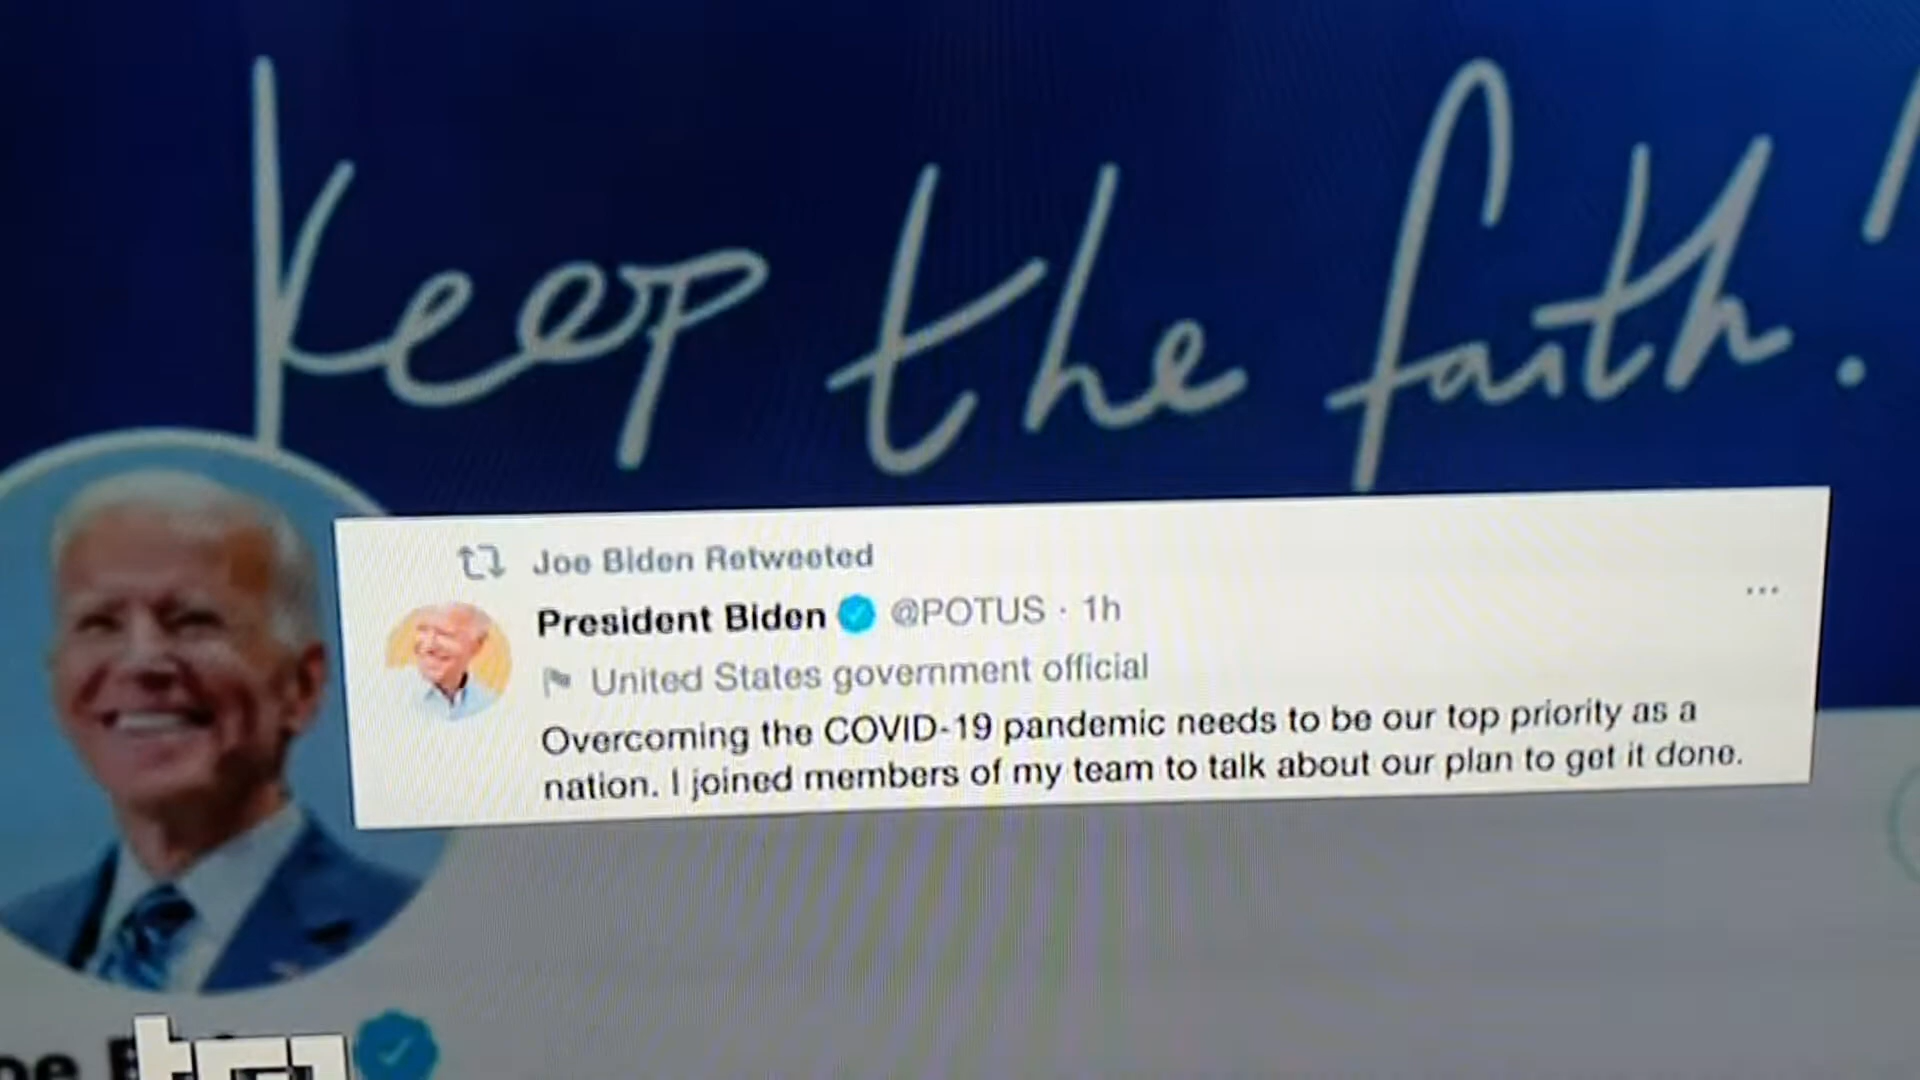 Keep the faith!
Joe Biden Retweeted
President Biden @POTUS · 1h
United States government official
Overcoming the COVID-19 pandemic needs to be our top priority as a
nation. I joined members of my team to talk about our plan to get it done.